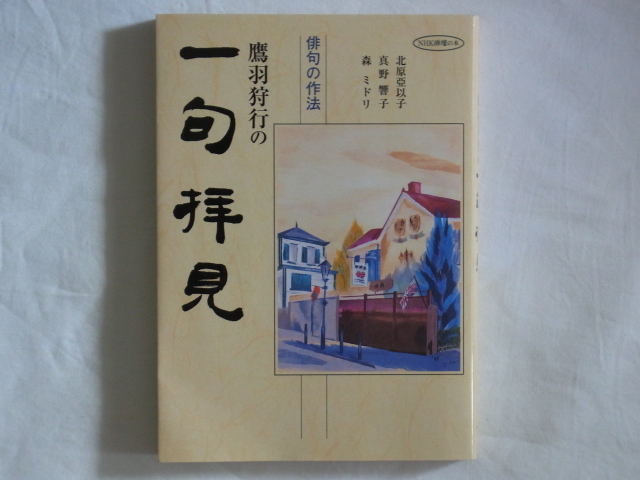 NHK俳壇の本
北原亞以子
真野響子
森ミドリ
俳句の作法
鷹羽狩行の
一句拝見